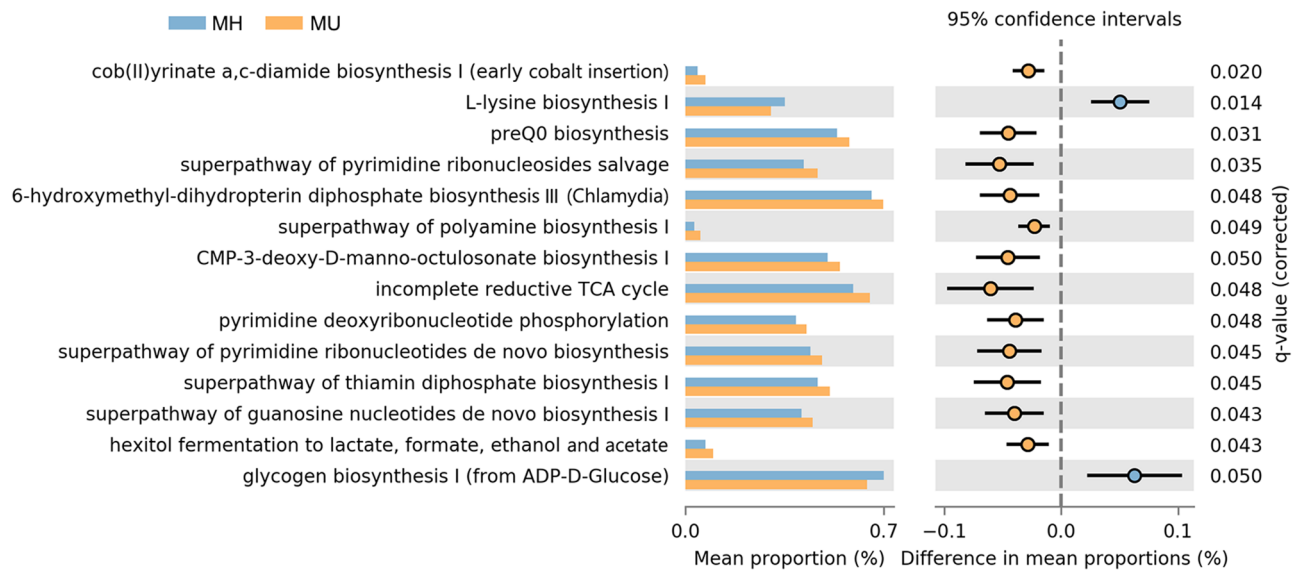 MH MU
95% confidence intervals
cob(II)yrinate a,c-diamide biosynthesis I (early cobalt insertion) 0.020
L-lysine biosynthesis I 0.014
preQ0 biosynthesis 0.031
superpathway of pyrimidine ribonucleosides salvage 0.035
6-hydroxymethyl-dihydropterin diphosphate biosynthesis III (Chlamydia) 0.048
superpathway of polyamine biosynthesis I 0.049
CMP-3-deoxy-D-manno-octulosonate biosynthesis I 0.050
incomplete reductive TCA cycle 0.048
pyrimidine deoxyribonucleotide phosphorylation 0.048
superpathway of pyrimidine ribonucleotides de novo biosynthesis 0.045
superpathway of thiamin diphosphate biosynthesis I 0.045
superpathway of guanosine nucleotides de novo biosynthesis I 0.043
hexitol fermentation to lactate, formate, ethanol and acetate 0.043
glycogen biosynthesis I (from ADP-D-Glucose) 0.050
q-value (corrected)
0.0 0.7 −0.1 0.0 0.1
Mean proportion (%) Difference in mean proportions (%)